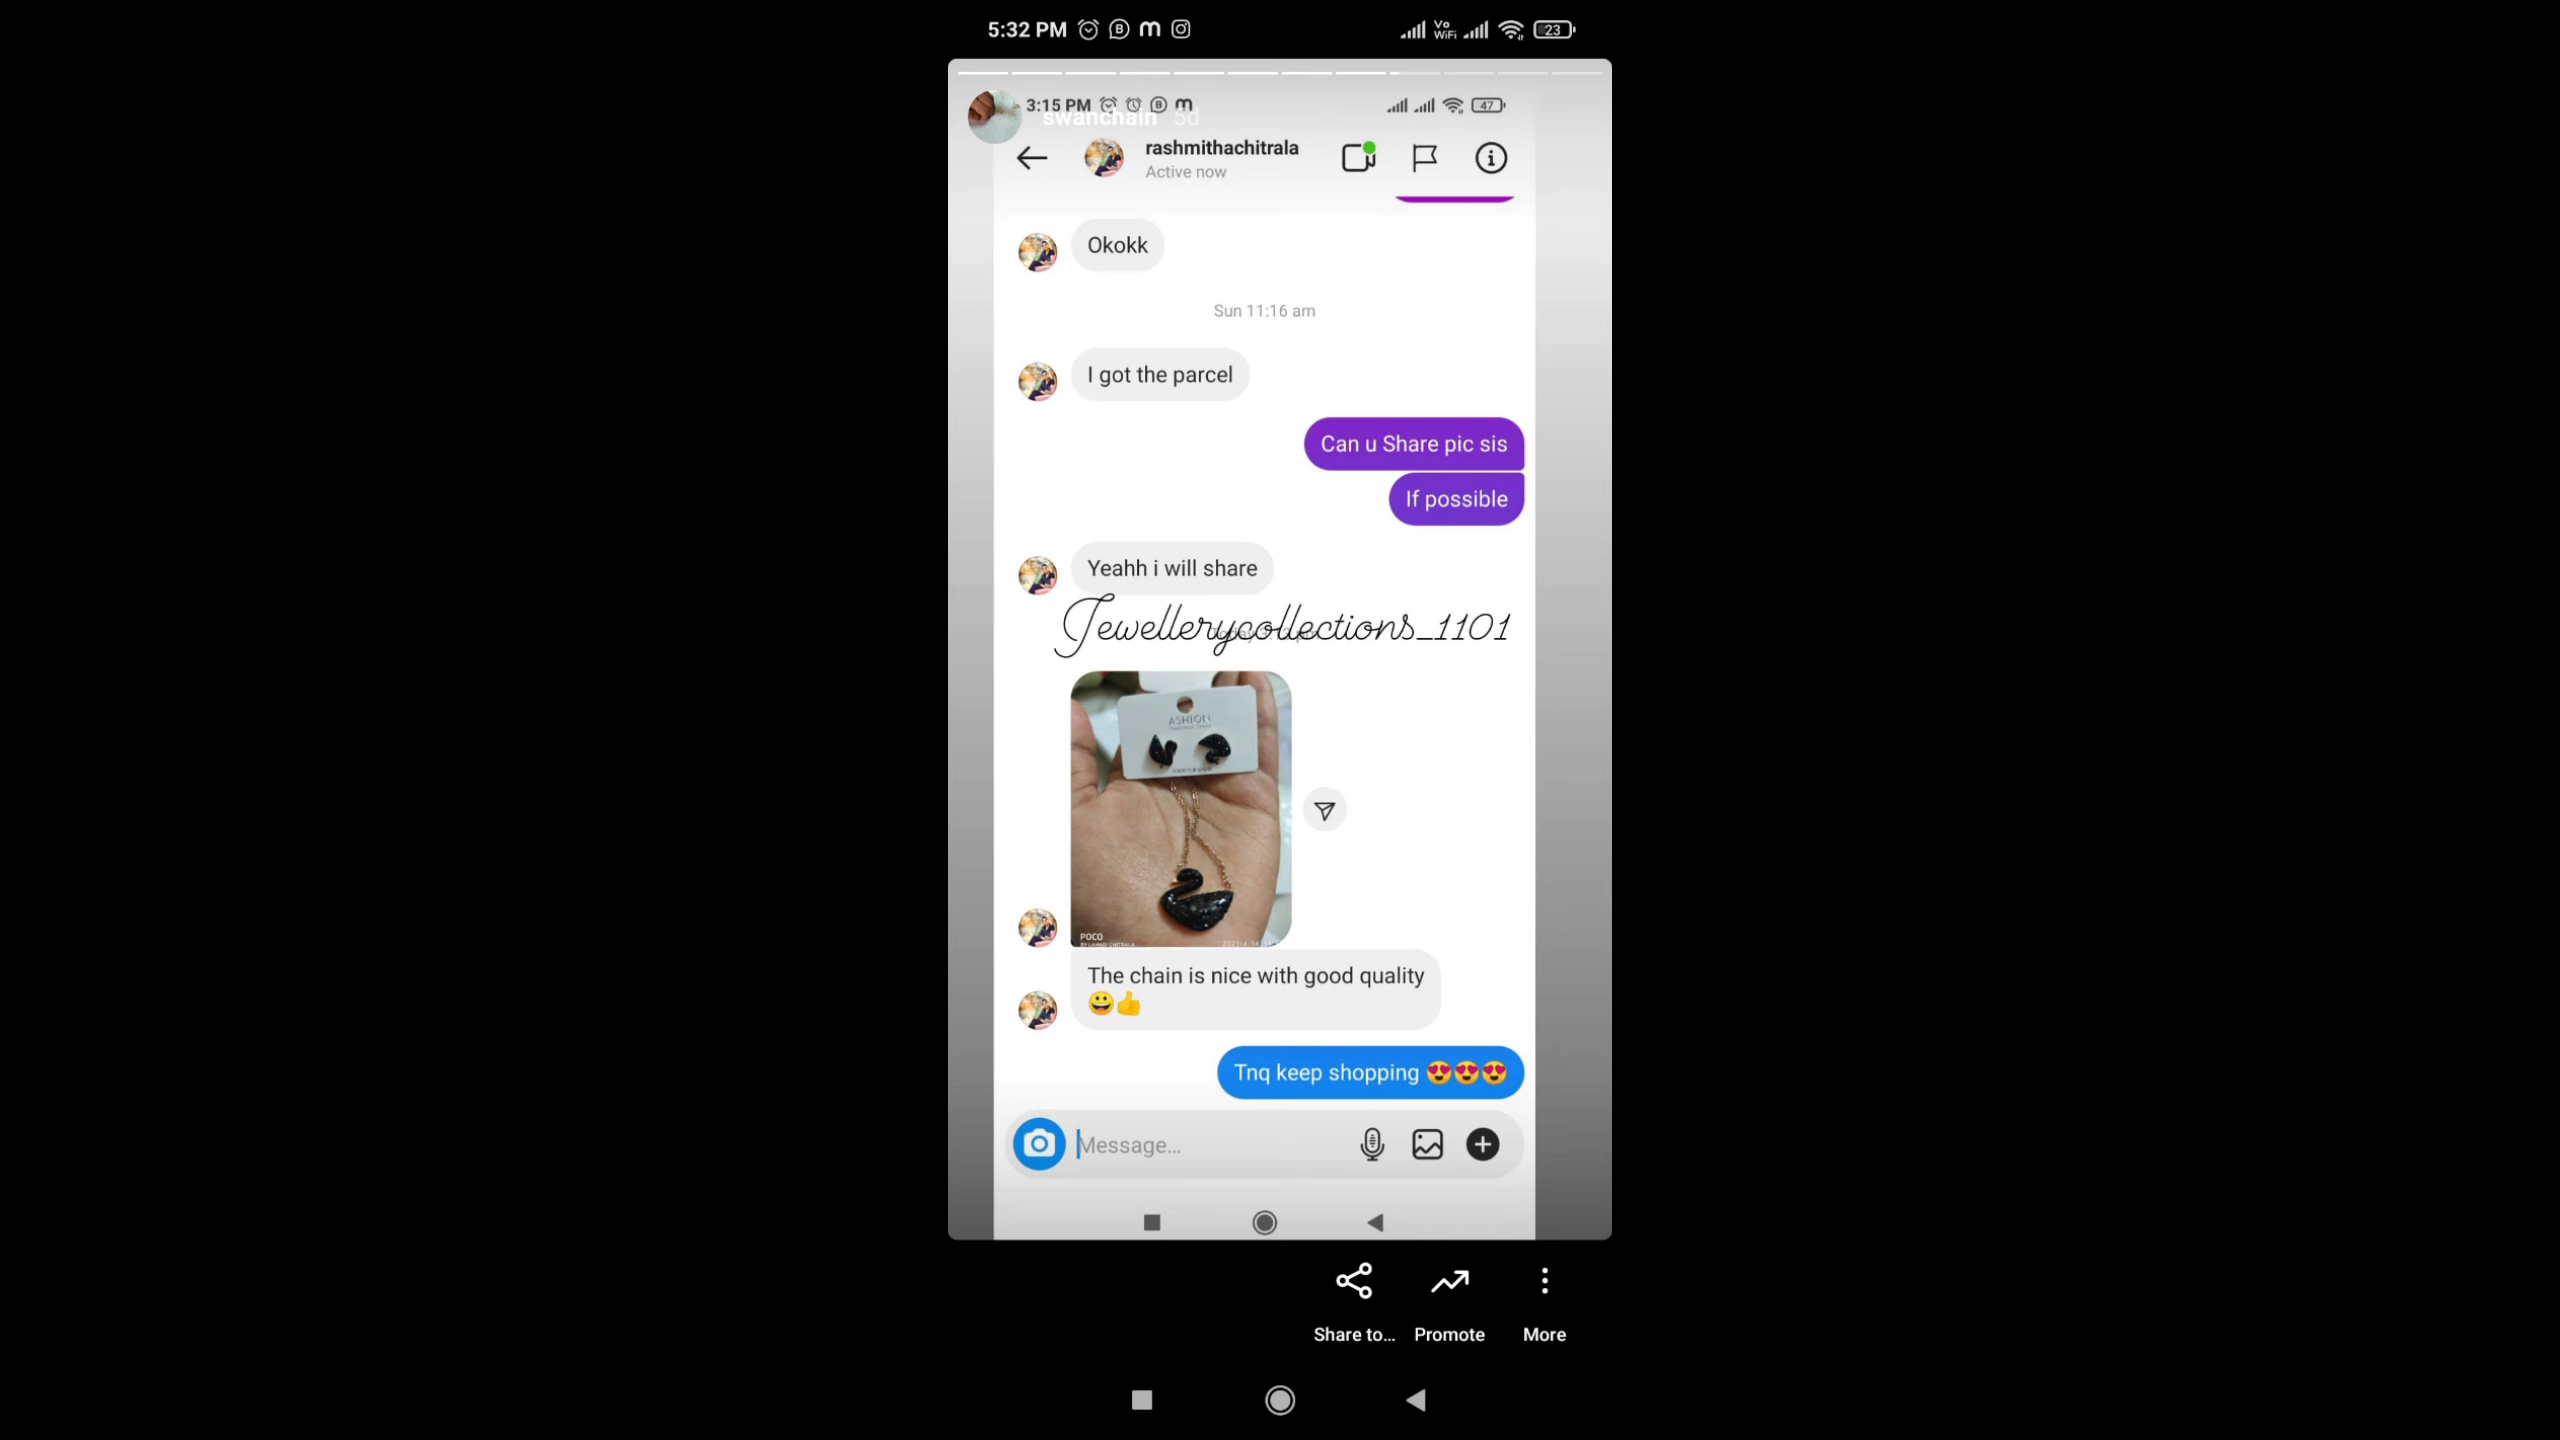 5:32 PM
Vo
WiFi
23
3:15 PM
47
swanchain 5d
rashmithachitrala
Active now
Okokk
Sun 11:16 am
I got the parcel
Can u Share pic sis
If possible
Yeahh i will share
Jewellerycollections_1101
ASHION
POCO
The chain is nice with good quality
😀👍
Tnq keep shopping 😍😍😍
Message...
Share to...
Promote
More